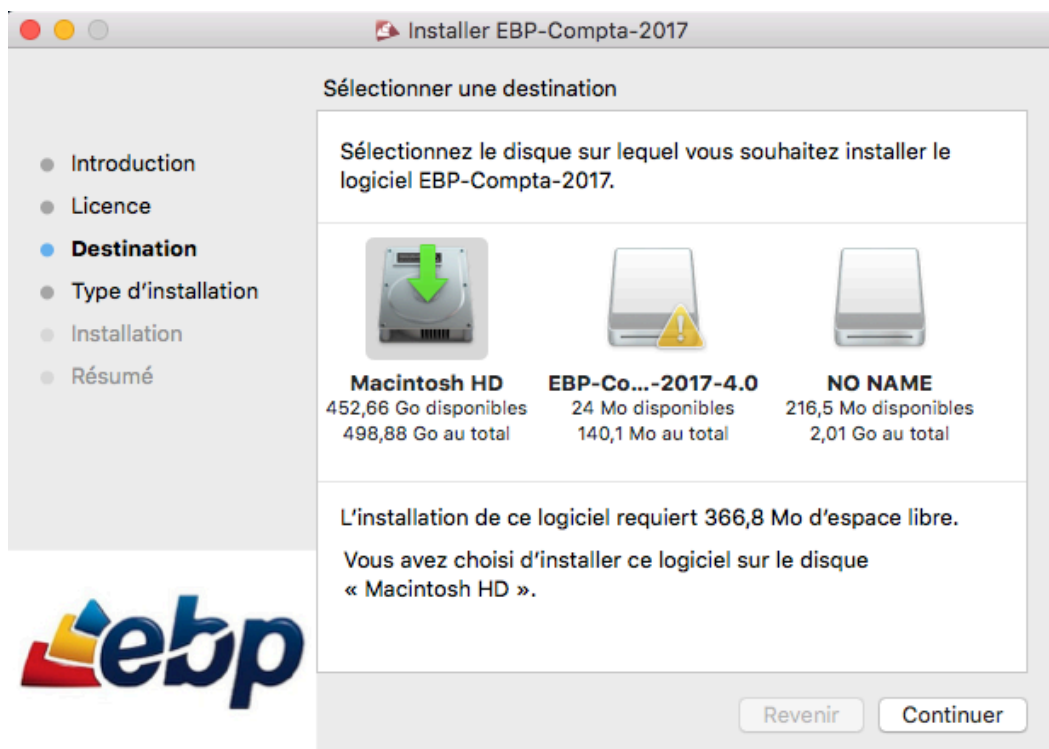 Installer EBP-Compta-2017
Sélectionner une destination
Introduction
Licence
Destination
Type d'installation
Installation
Résumé
Sélectionnez le disque sur lequel vous souhaitez installer le
logiciel EBP-Compta-2017.
Macintosh HD
452,66 Go disponibles
498,88 Go au total
EBP-Co...-2017-4.0
24 Mo disponibles
140,1 Mo au total
NO NAME
216,5 Mo disponibles
2,01 Go au total
L'installation de ce logiciel requiert 366,8 Mo d'espace libre.
Vous avez choisi d'installer ce logiciel sur le disque
« Macintosh HD ».
ebp
Revenir
Continuer